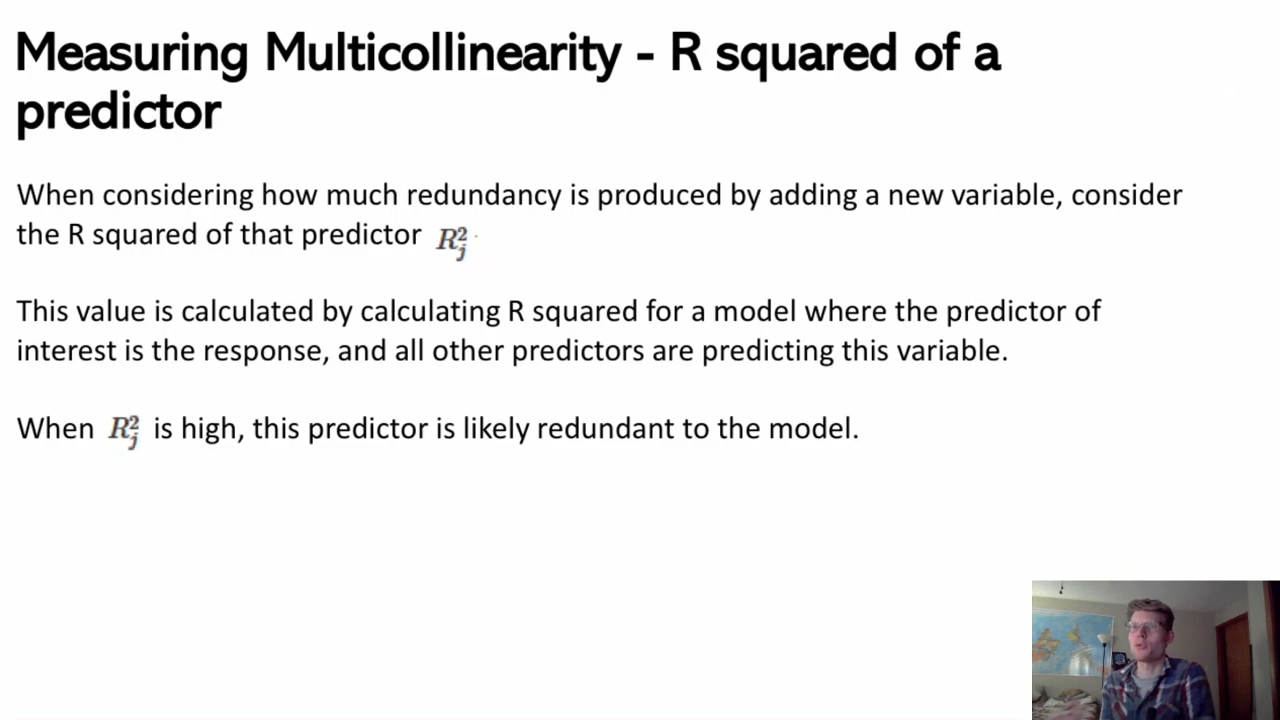 Measuring Multicollinearity - R squared of a
predictor
When considering how much redundancy is produced by adding a new variable, consider
the R squared of that predictor R²ⱼ
This value is calculated by calculating R squared for a model where the predictor of
interest is the response, and all other predictors are predicting this variable.
When R²ⱼ is high, this predictor is likely redundant to the model.